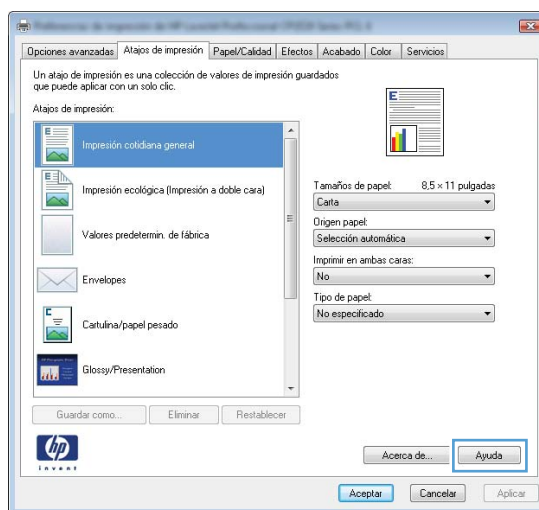 Opciones avanzadas Atajos de impresión Papel/Calidad Efectos Acabado Color Servicios
Un atajo de impresión es una colección de valores de impresión guardados
que puede aplicar con un solo clic.
Atajos de impresión:
Impresión cotidiana general
Impresión ecológica (Impresión a doble cara)
Valores predetermin. de fábrica
Envelopes
Cartulina/papel pesado
Glossy/Presentation
E
Tamaños de papel: 8,5 × 11 pulgadas
Carta
Origen papel:
Selección automática
Imprimir en ambas caras:
No
Tipo de papel:
No especificado
Guardar como... Eliminar Restablecer
hp
invent
Acerca de... Ayuda
Aceptar Cancelar Aplicar